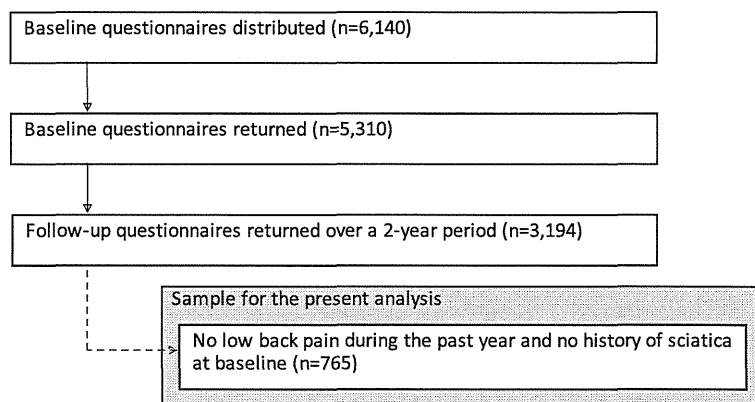 Baseline questionnaires distributed (n=6,140)
Baseline questionnaires returned (n=5,310)
Follow-up questionnaires returned over a 2-year period (n=3,194)
Sample for the present analysis
No low back pain during the past year and no history of sciatica
at baseline (n=765)